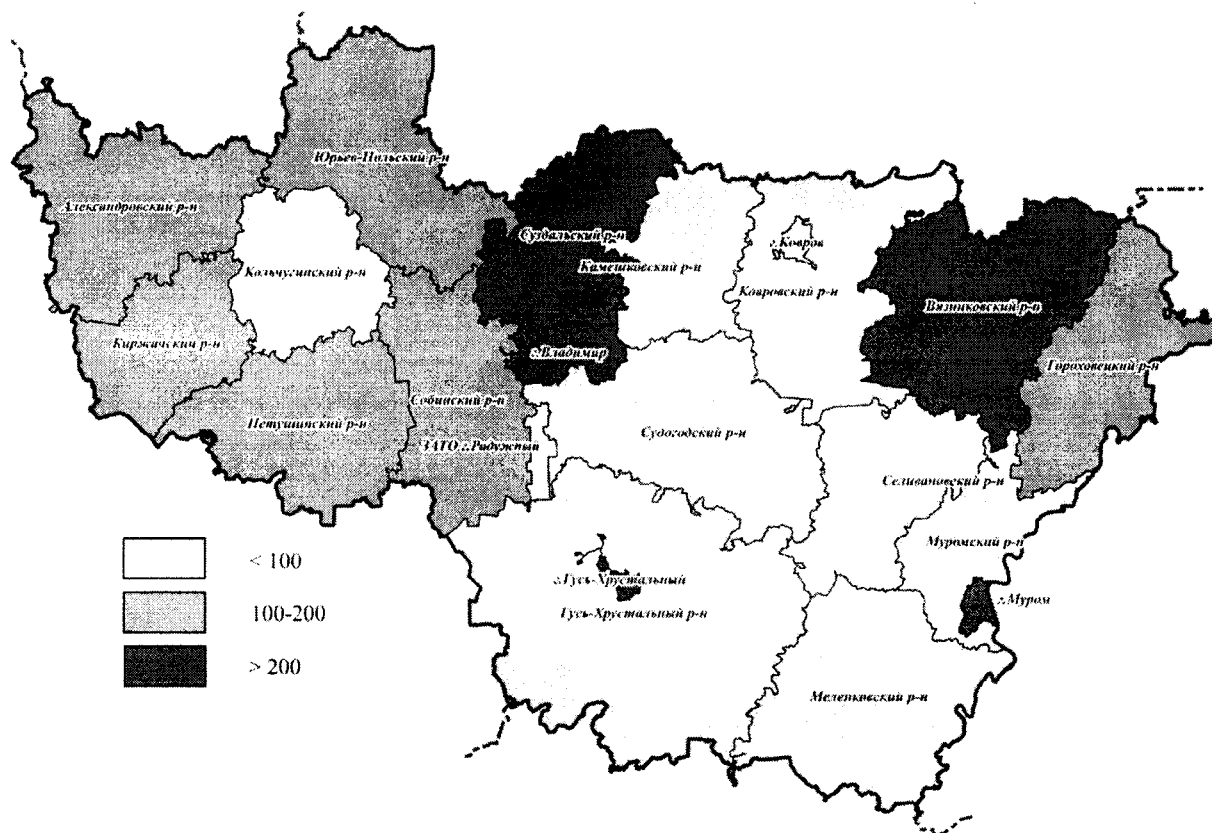 Юрьев-Польский р-н
Александровский р-н
Суздальский р-н
г.Ковров
Кольчугинский р-н
Камешковский р-н
Ковровский р-н
Вязниковский р-н
Киржачский р-н
г.Владимир
Гороховецкий р-н
Собинский р-н
Петушинский р-н
Судогодский р-н
ЗАТО г.Радужный
Селивановский р-н
Муромский р-н
г.Гусь-Хрустальный
Гусь-Хрустальный р-н
г.Муром
Меленковский р-н
< 100
100-200
> 200